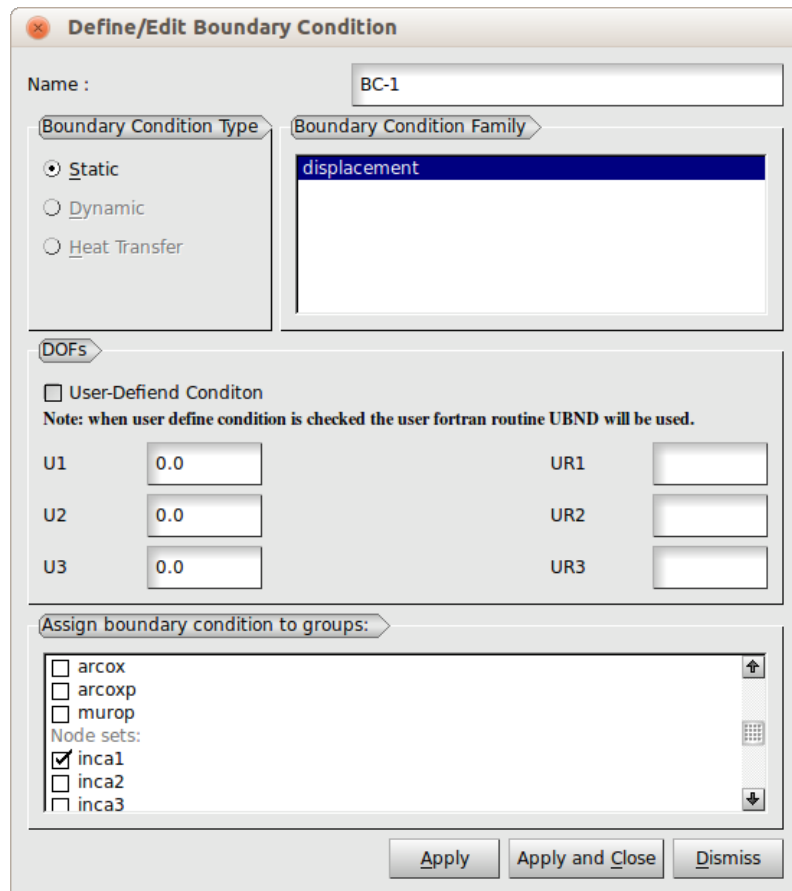 Define/Edit Boundary Condition
Name :
BC-1
Boundary Condition Type
Static
Dynamic
Heat Transfer
Boundary Condition Family
displacement
DOFs
User-Defiend Conditon
Note: when user define condition is checked the user fortran routine UBND will be used.
U1 0.0 UR1
U2 0.0 UR2
U3 0.0 UR3
Assign boundary condition to groups:
arcox
arcoxp
murop
Node sets:
inca1
inca2
inca3
Apply Apply and Close Dismiss